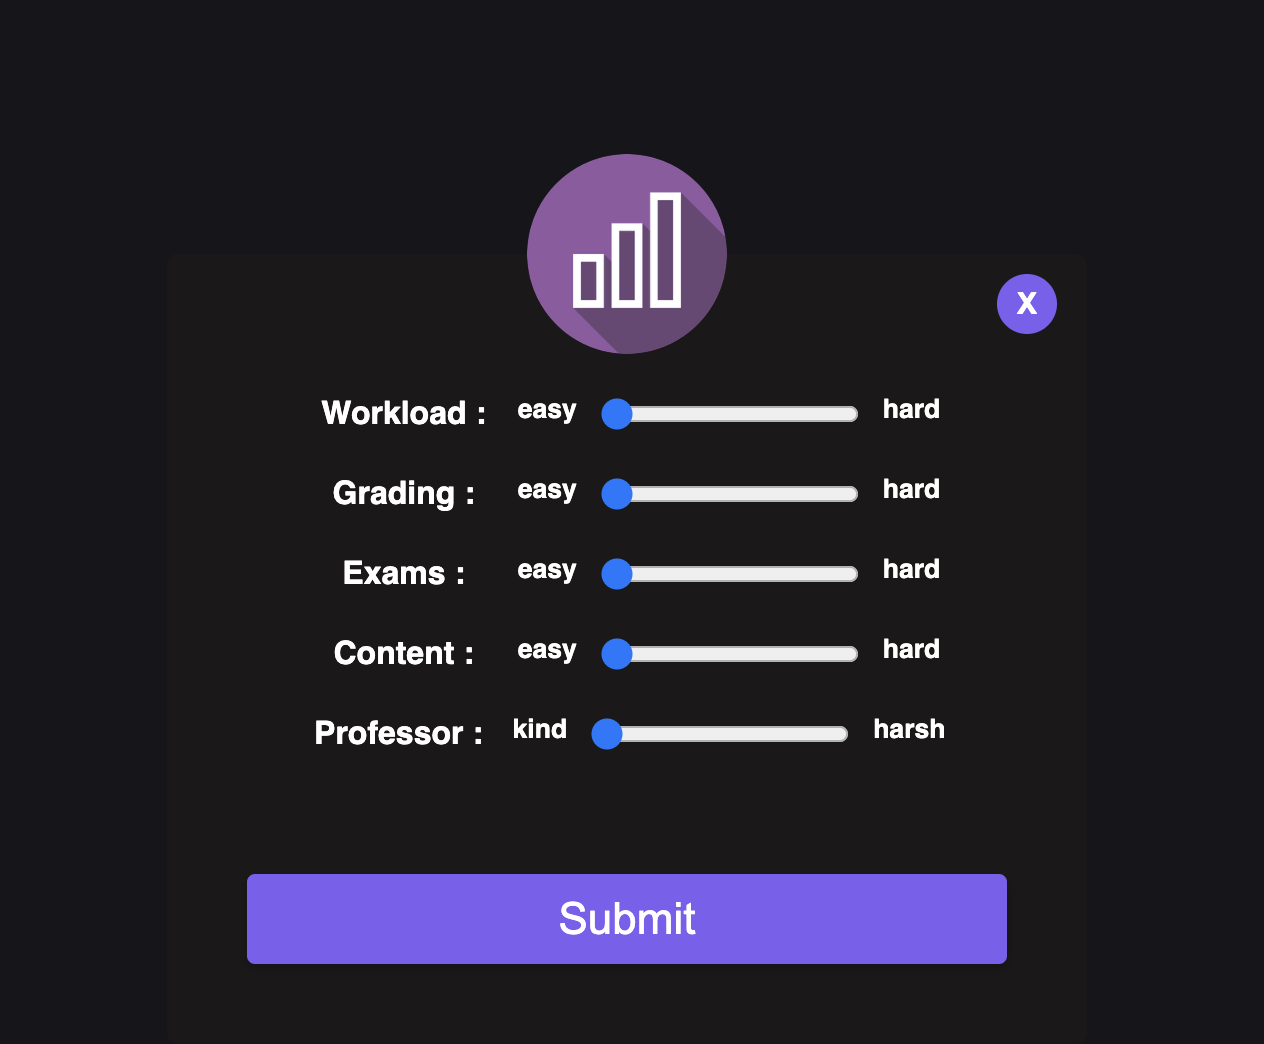 X
Workload : easy hard
Grading : easy hard
Exams : easy hard
Content : easy hard
Professor : kind harsh
Submit